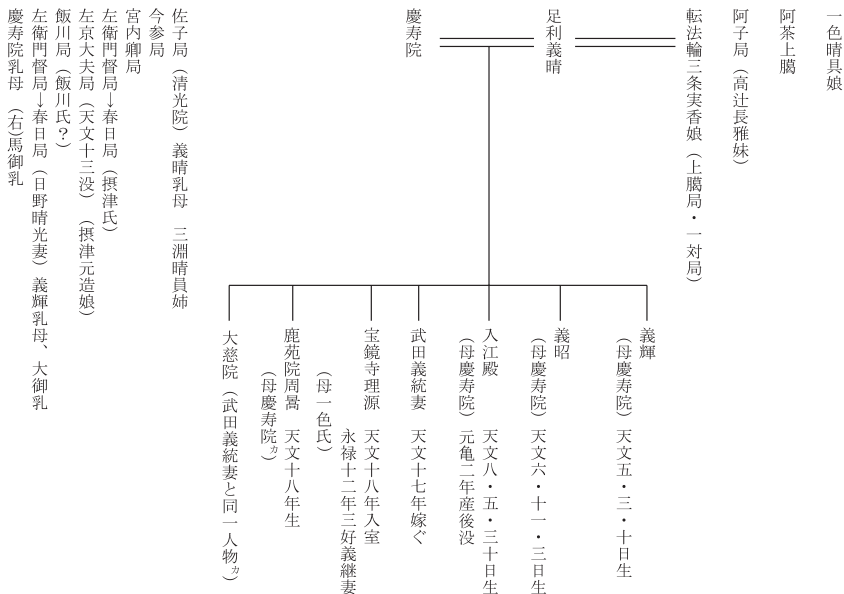 一色晴具娘
阿茶上臈
阿子局（高辻長雅妹）
転法輪三条実香娘（上臈局・一対局）
足利義晴
慶寿院
義輝
（母慶寿院）天文五・三・十日生
義昭
（母慶寿院）天文六・十一・三日生
入江殿　天文八・五・三十日生
（母慶寿院）元亀二年産後没
武田義統妻　天文十七年嫁ぐ
宝鏡寺理源　天文十八年入室
永禄十二年三好義継妻
（母一色氏）
鹿苑院周暠　天文十八年生
（母慶寿院カ）
大慈院（武田義統妻と同一人物カ）
佐子局（清光院）義晴乳母　三淵晴員姉
今参局
宮内卿局
左衛門督局→春日局（摂津氏）
左京大夫局（天文十三没）（摂津元造娘）
飯川局（飯川氏？）
左衛門督局→春日局（日野晴光妻）義輝乳母、大御乳
慶寿院乳母　（右）馬御乳